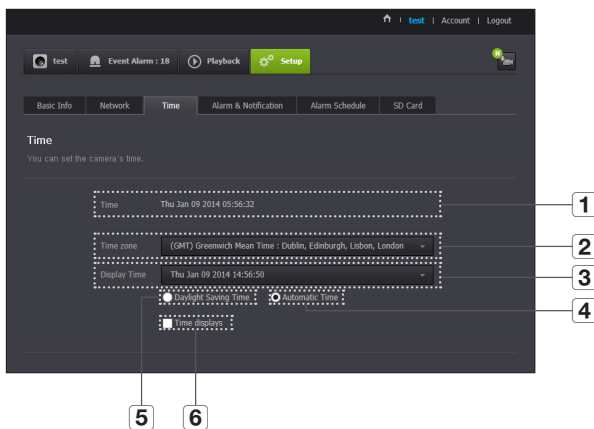 test | Account | Logout
test Event Alarm : 18 Playback Setup N
Basic Info Network Time Alarm & Notification Alarm Schedule SD Card
Time
You can set the camera's time.
Time Thu Jan 09 2014 05:56:32
1
Time zone (GMT) Greenwich Mean Time : Dublin, Edinburgh, Lisbon, London
2
Display Time Thu Jan 09 2014 14:56:50
3
Daylight Saving Time Automatic Time
4
Time displays
5 6